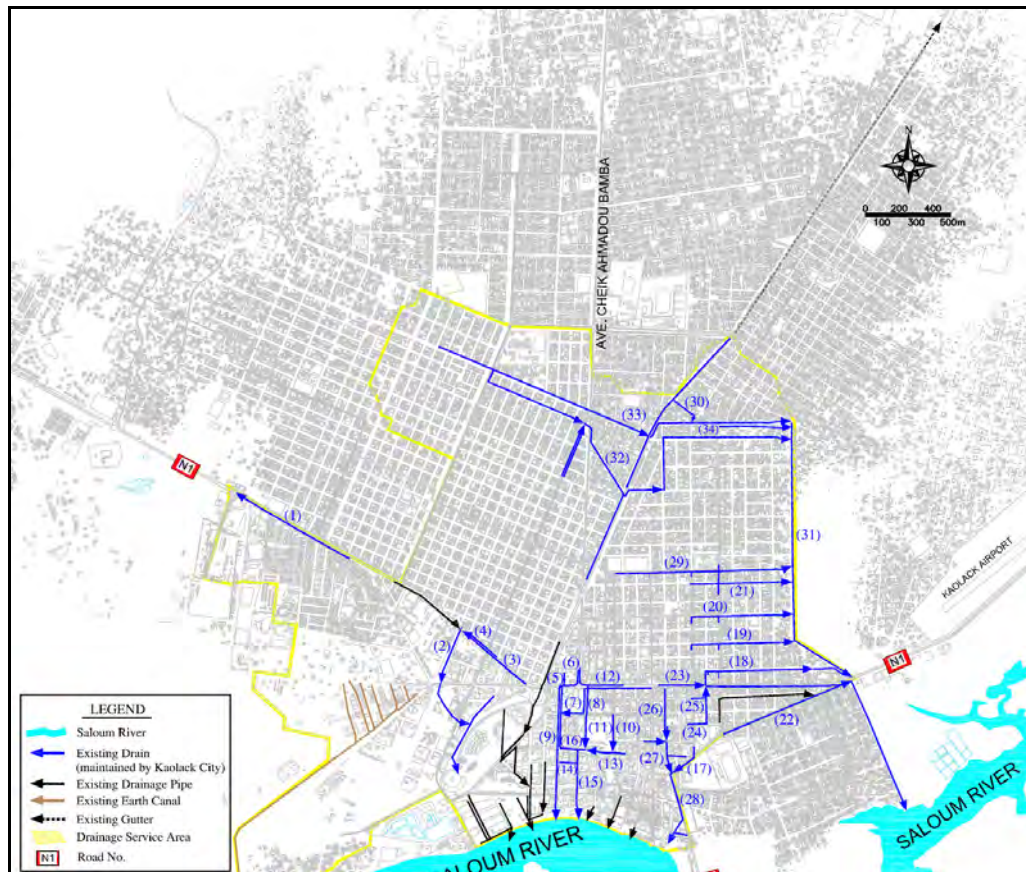 N
0 200 400
100 300 500m
AVE. CHEIK AHMADOU BAMBA
(30)
(33)
(34)
(32)
N1
(1)
(31)
KAOLACK AIRPORT
(29)
(21)
(20)
(4)
(2)
(3)
(19)
N1
(6)
(18)
(5)
(12)
(23)
(7)
(8)
(26)
(25)
(22)
(9)
(16)
(11)
(10)
(24)
(13)
(27)
(17)
(14)
(15)
(28)
SALOUM RIVER
ALOUM RIVER
LEGEND
Saloum River
Existing Drain
(maintained by Kaolack City)
Existing Drainage Pipe
Existing Earth Canal
Existing Gutter
Drainage Service Area
N1 Road No.